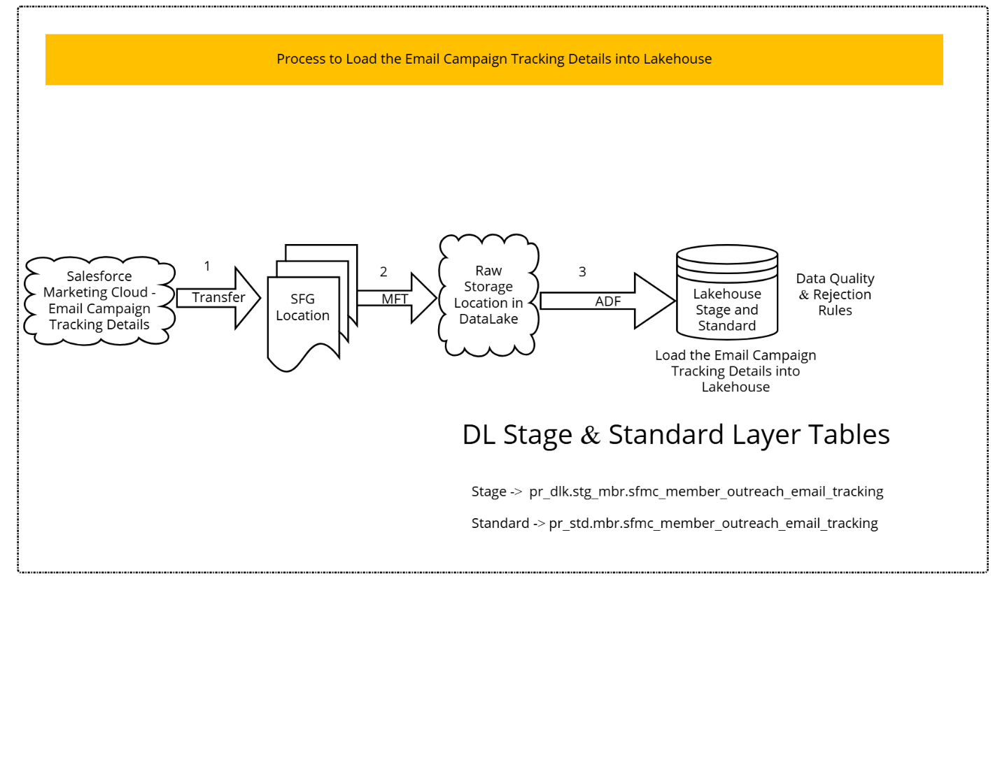 Process to Load the Email Campaign Tracking Details into Lakehouse
Salesforce
Marketing Cloud -
Email Campaign
Tracking Details
1
Transfer
SFG
Location
2
MFT
Raw
Storage
Location in
DataLake
3
ADF
Lakehouse
Stage and
Standard
Data Quality
& Rejection
Rules
Load the Email Campaign
Tracking Details into
Lakehouse
DL Stage & Standard Layer Tables
Stage -> pr_dlk.stg_mbr.sfmc_member_outreach_email_tracking
Standard -> pr_std.mbr.sfmc_member_outreach_email_tracking